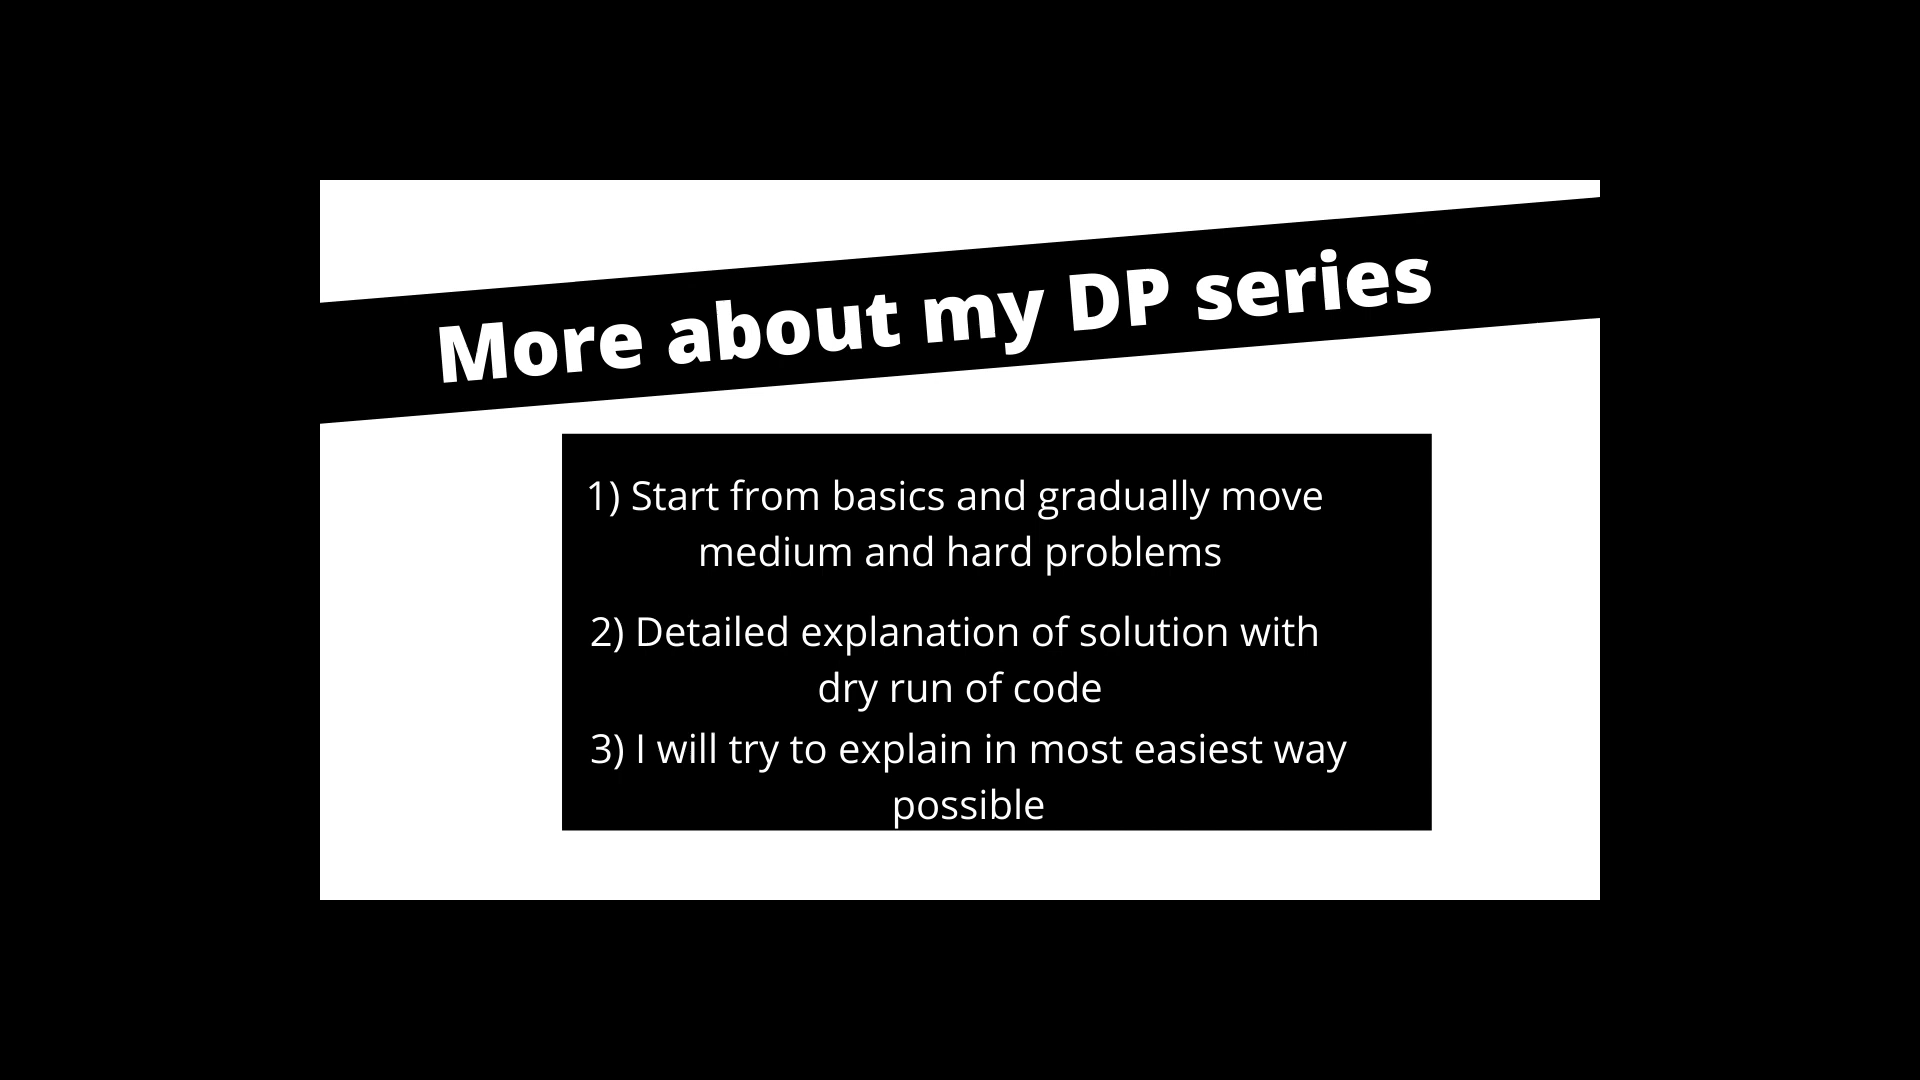 More about my DP series
1) Start from basics and gradually move
medium and hard problems
2) Detailed explanation of solution with
dry run of code
3) I will try to explain in most easiest way
possible